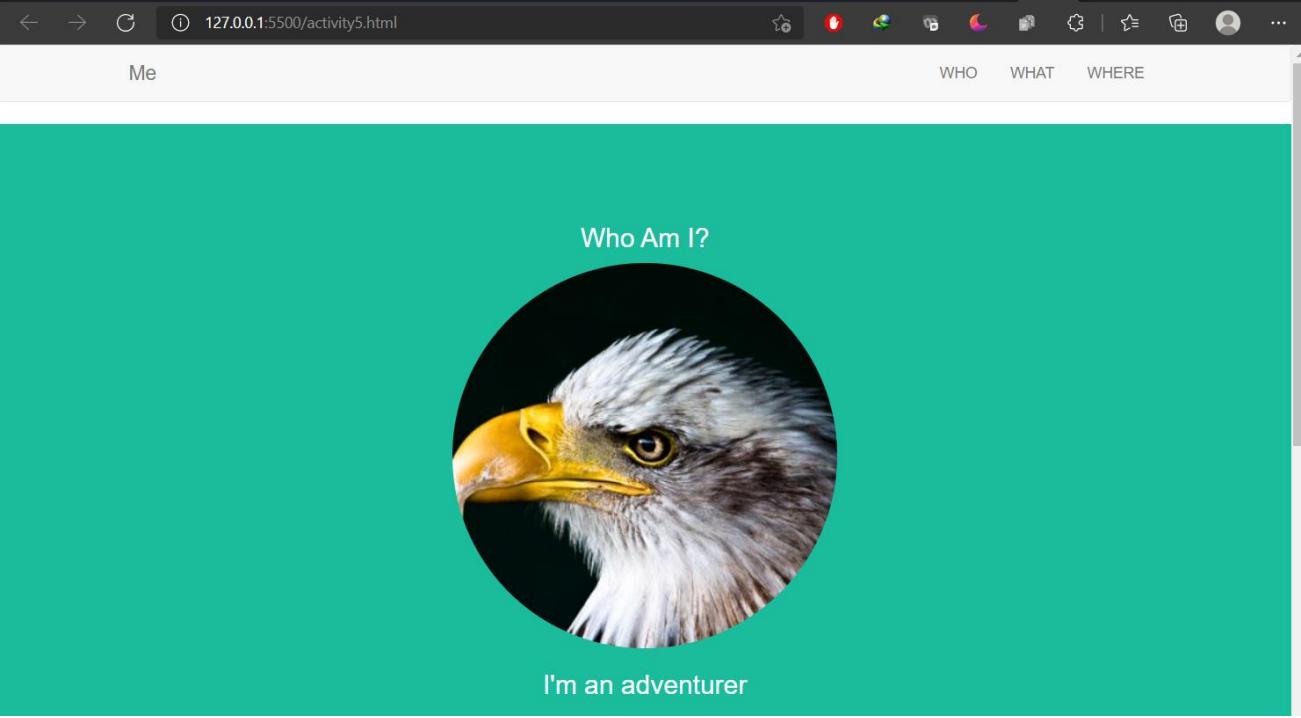 127.0.0.1:5500/activity5.html
Me WHO WHAT WHERE
Who Am I?
I'm an adventurer